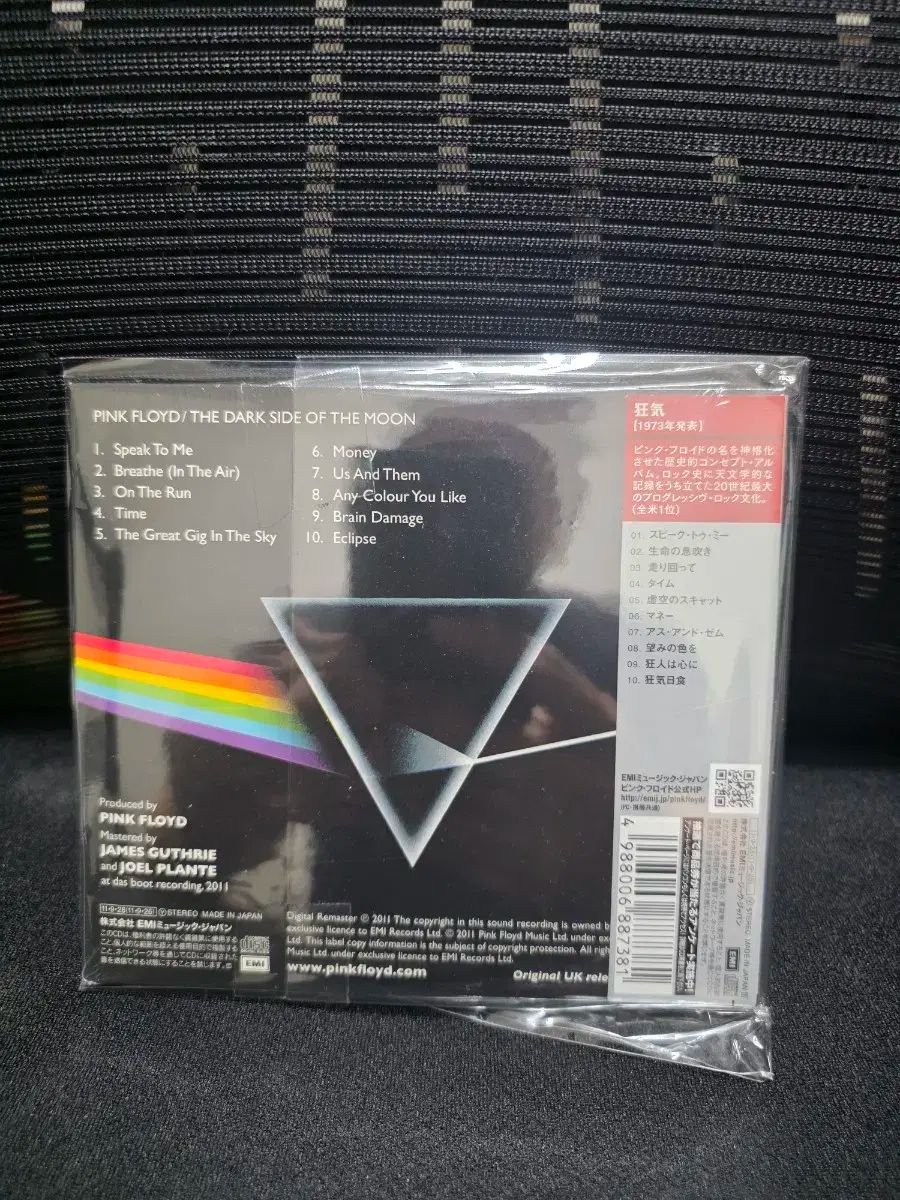 PINK FLOYD/THE DARK SIDE OF THE MOON
1. Speak To Me
2. Breathe (In The Air)
3. On The Run
4. Time
5. The Great Gig In The Sky
6. Money
7. Us And Them
8. Any Colour You Like
9. Brain Damage
10. Eclipse
Produced by
PINK FLOYD
Mastered by
JAMES GUTHRIE
and JOEL PLANTE
at das boot recording, 2011
STEREO MADE IN JAPAN
株式会社 EMIミュージック・ジャパン
EMI
Digital Remaster ℗ 2011 The copyright in this sound recording is owned by
exclusive licence to EMI Records Ltd. © 2011 Pink Floyd Music Ltd. under ex
Ltd. This label copy information is the subject of copyright protection. All righ
Music Ltd. under exclusive licence to EMI Records Ltd.
www.pinkfloyd.com
Original UK rele
狂気
[1973年発表]
ピンク・フロイドの名を神格化
させた歴史的コンセプト・アル
バム。ロック史に天文学的な
記録をうち立てた20世紀最大
のプログレッシヴ・ロック文化。
(全米1位)
01. スピーク・トゥ・ミー
02. 生命の息吹き
03. 走り回って
04. タイム
05. 虚空のスキャット
06. マネー
07. アス・アンド・ゼム
08. 望みの色を
09. 狂人は心に
10. 狂気日食
EMIミュージック・ジャパン
ピンク・フロイド公式HP
http://emij.jp/pinkfloyd/
(PC・携帯共通)
4 988006 887381
STEREO MADE IN JAPAN
EMI